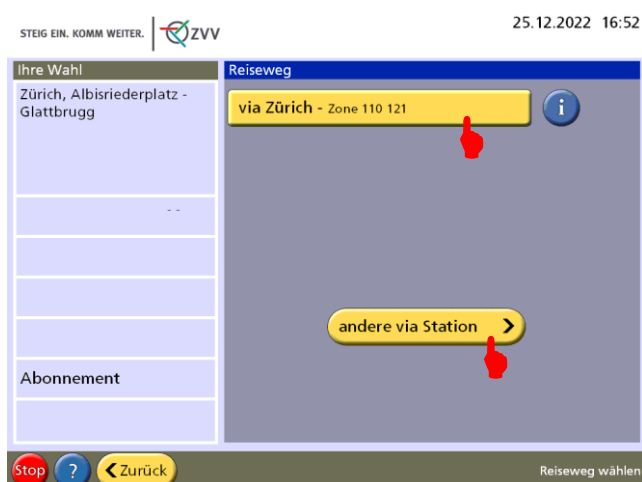 STEIG EIN. KOMM WEITER. ZVV
25.12.2022 16:52
Ihre Wahl
Reiseweg
Zürich, Albisriederplatz -
Glattbrugg
via Zürich - Zone 110 121
i
- -
andere via Station
Abonnement
Stop ? Zurück
Reiseweg wählen